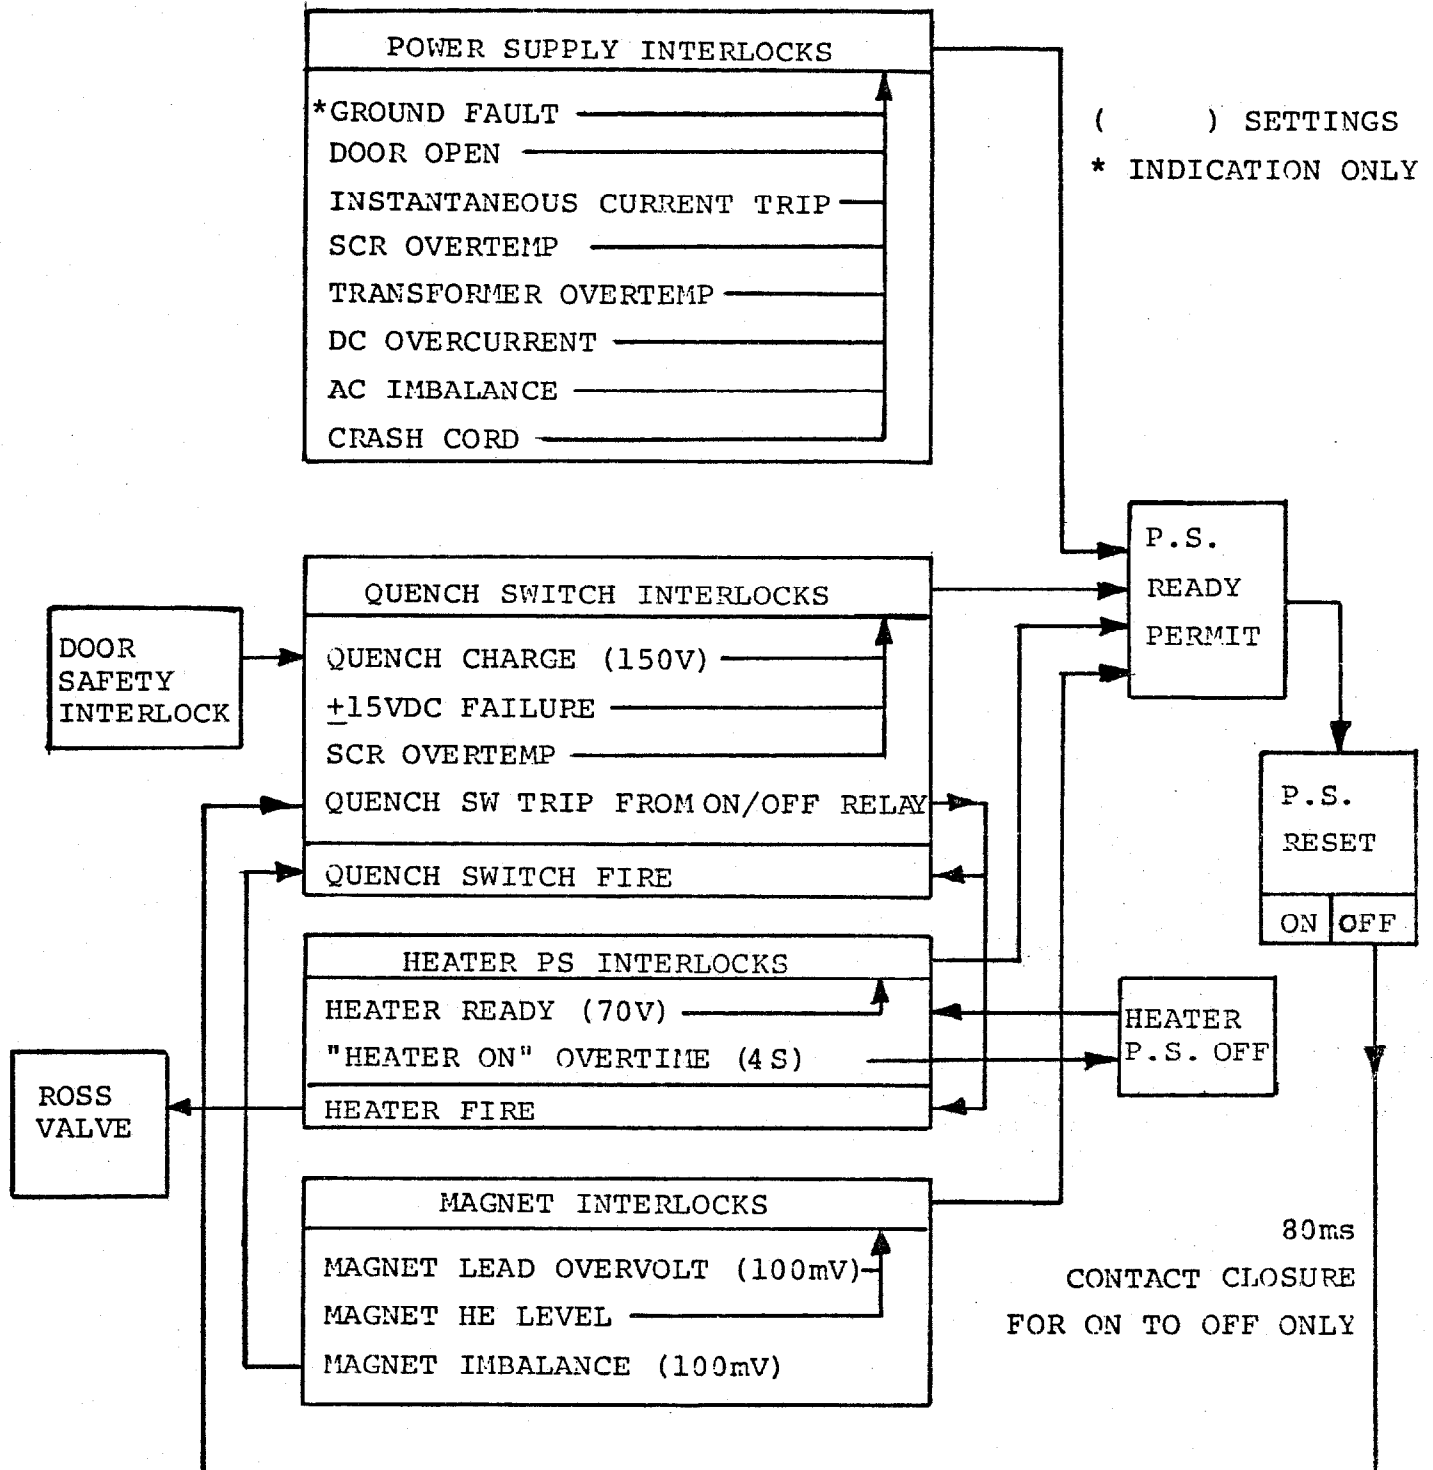 POWER SUPPLY INTERLOCKS
*GROUND FAULT
DOOR OPEN
INSTANTANEOUS CURRENT TRIP
SCR OVERTEMP
TRANSFORMER OVERTEMP
DC OVERCURRENT
AC IMBALANCE
CRASH CORD
( ) SETTINGS
* INDICATION ONLY
P.S.
READY
PERMIT
QUENCH SWITCH INTERLOCKS
QUENCH CHARGE (150V)
±15VDC FAILURE
SCR OVERTEMP
QUENCH SW TRIP FROM ON/OFF RELAY
QUENCH SWITCH FIRE
DOOR
SAFETY
INTERLOCK
P.S.
RESET
ON OFF
HEATER PS INTERLOCKS
HEATER READY (70V)
"HEATER ON" OVERTIME (4 S)
HEATER FIRE
HEATER
P.S. OFF
ROSS
VALVE
MAGNET INTERLOCKS
MAGNET LEAD OVERVOLT (100mV)
MAGNET HE LEVEL
MAGNET IMBALANCE (100mV)
80ms
CONTACT CLOSURE
FOR ON TO OFF ONLY